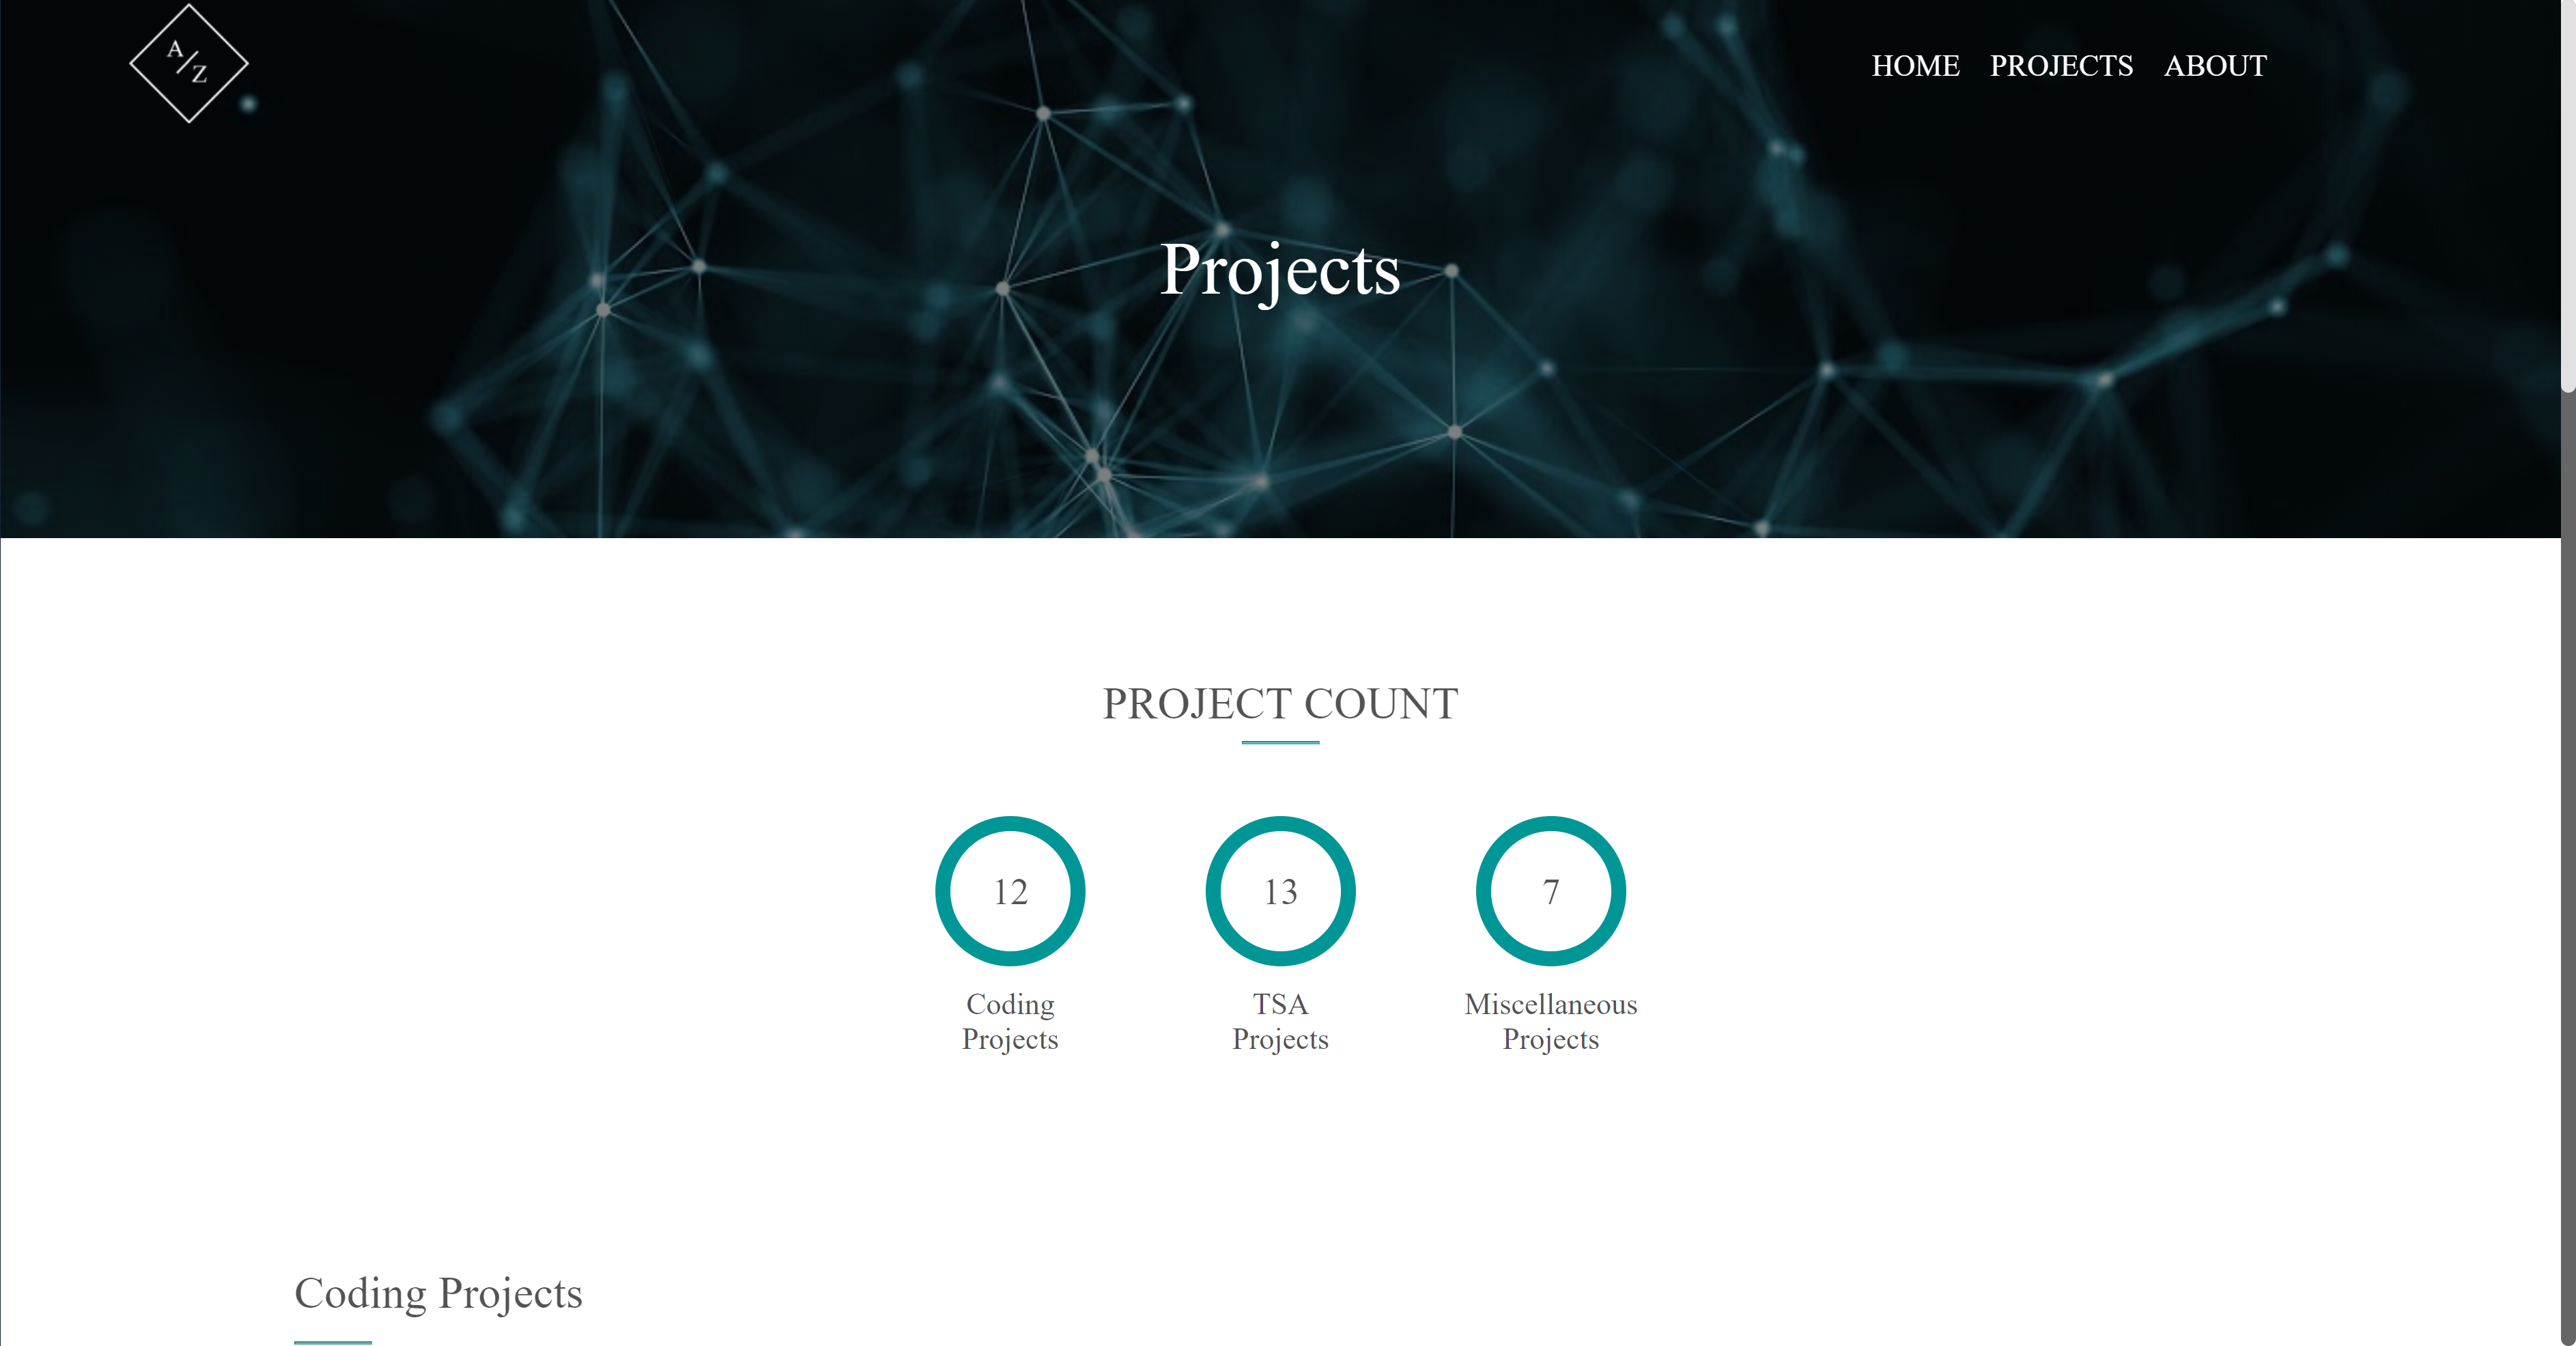 A/Z
HOME PROJECTS ABOUT
Projects
PROJECT COUNT
12
13
7
Coding
Projects
TSA
Projects
Miscellaneous
Projects
Coding Projects